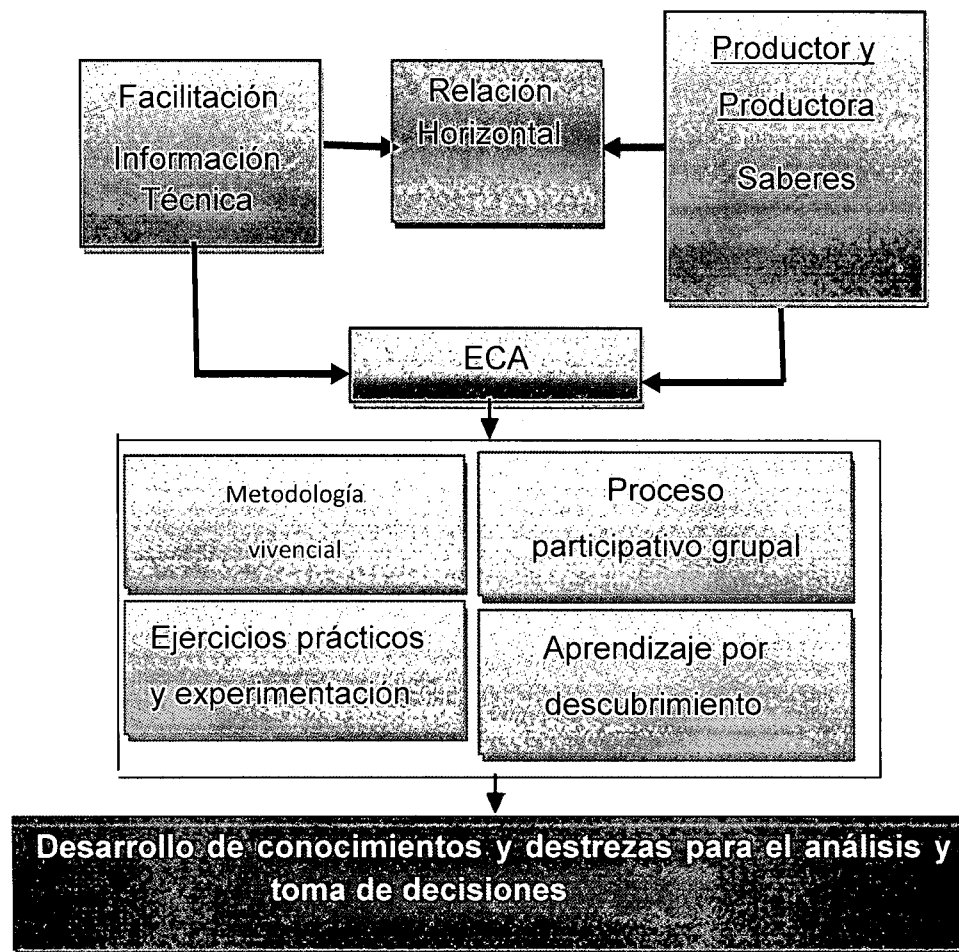 Facilitación
Información
Técnica
Relación
Horizontal
Productor y
Productora
Saberes
ECA
Metodología
vivencial
Proceso
participativo grupal
Ejercicios prácticos
y experimentación
Aprendizaje por
descubrimiento
Desarrollo de conocimientos y destrezas para el análisis y
toma de decisiones